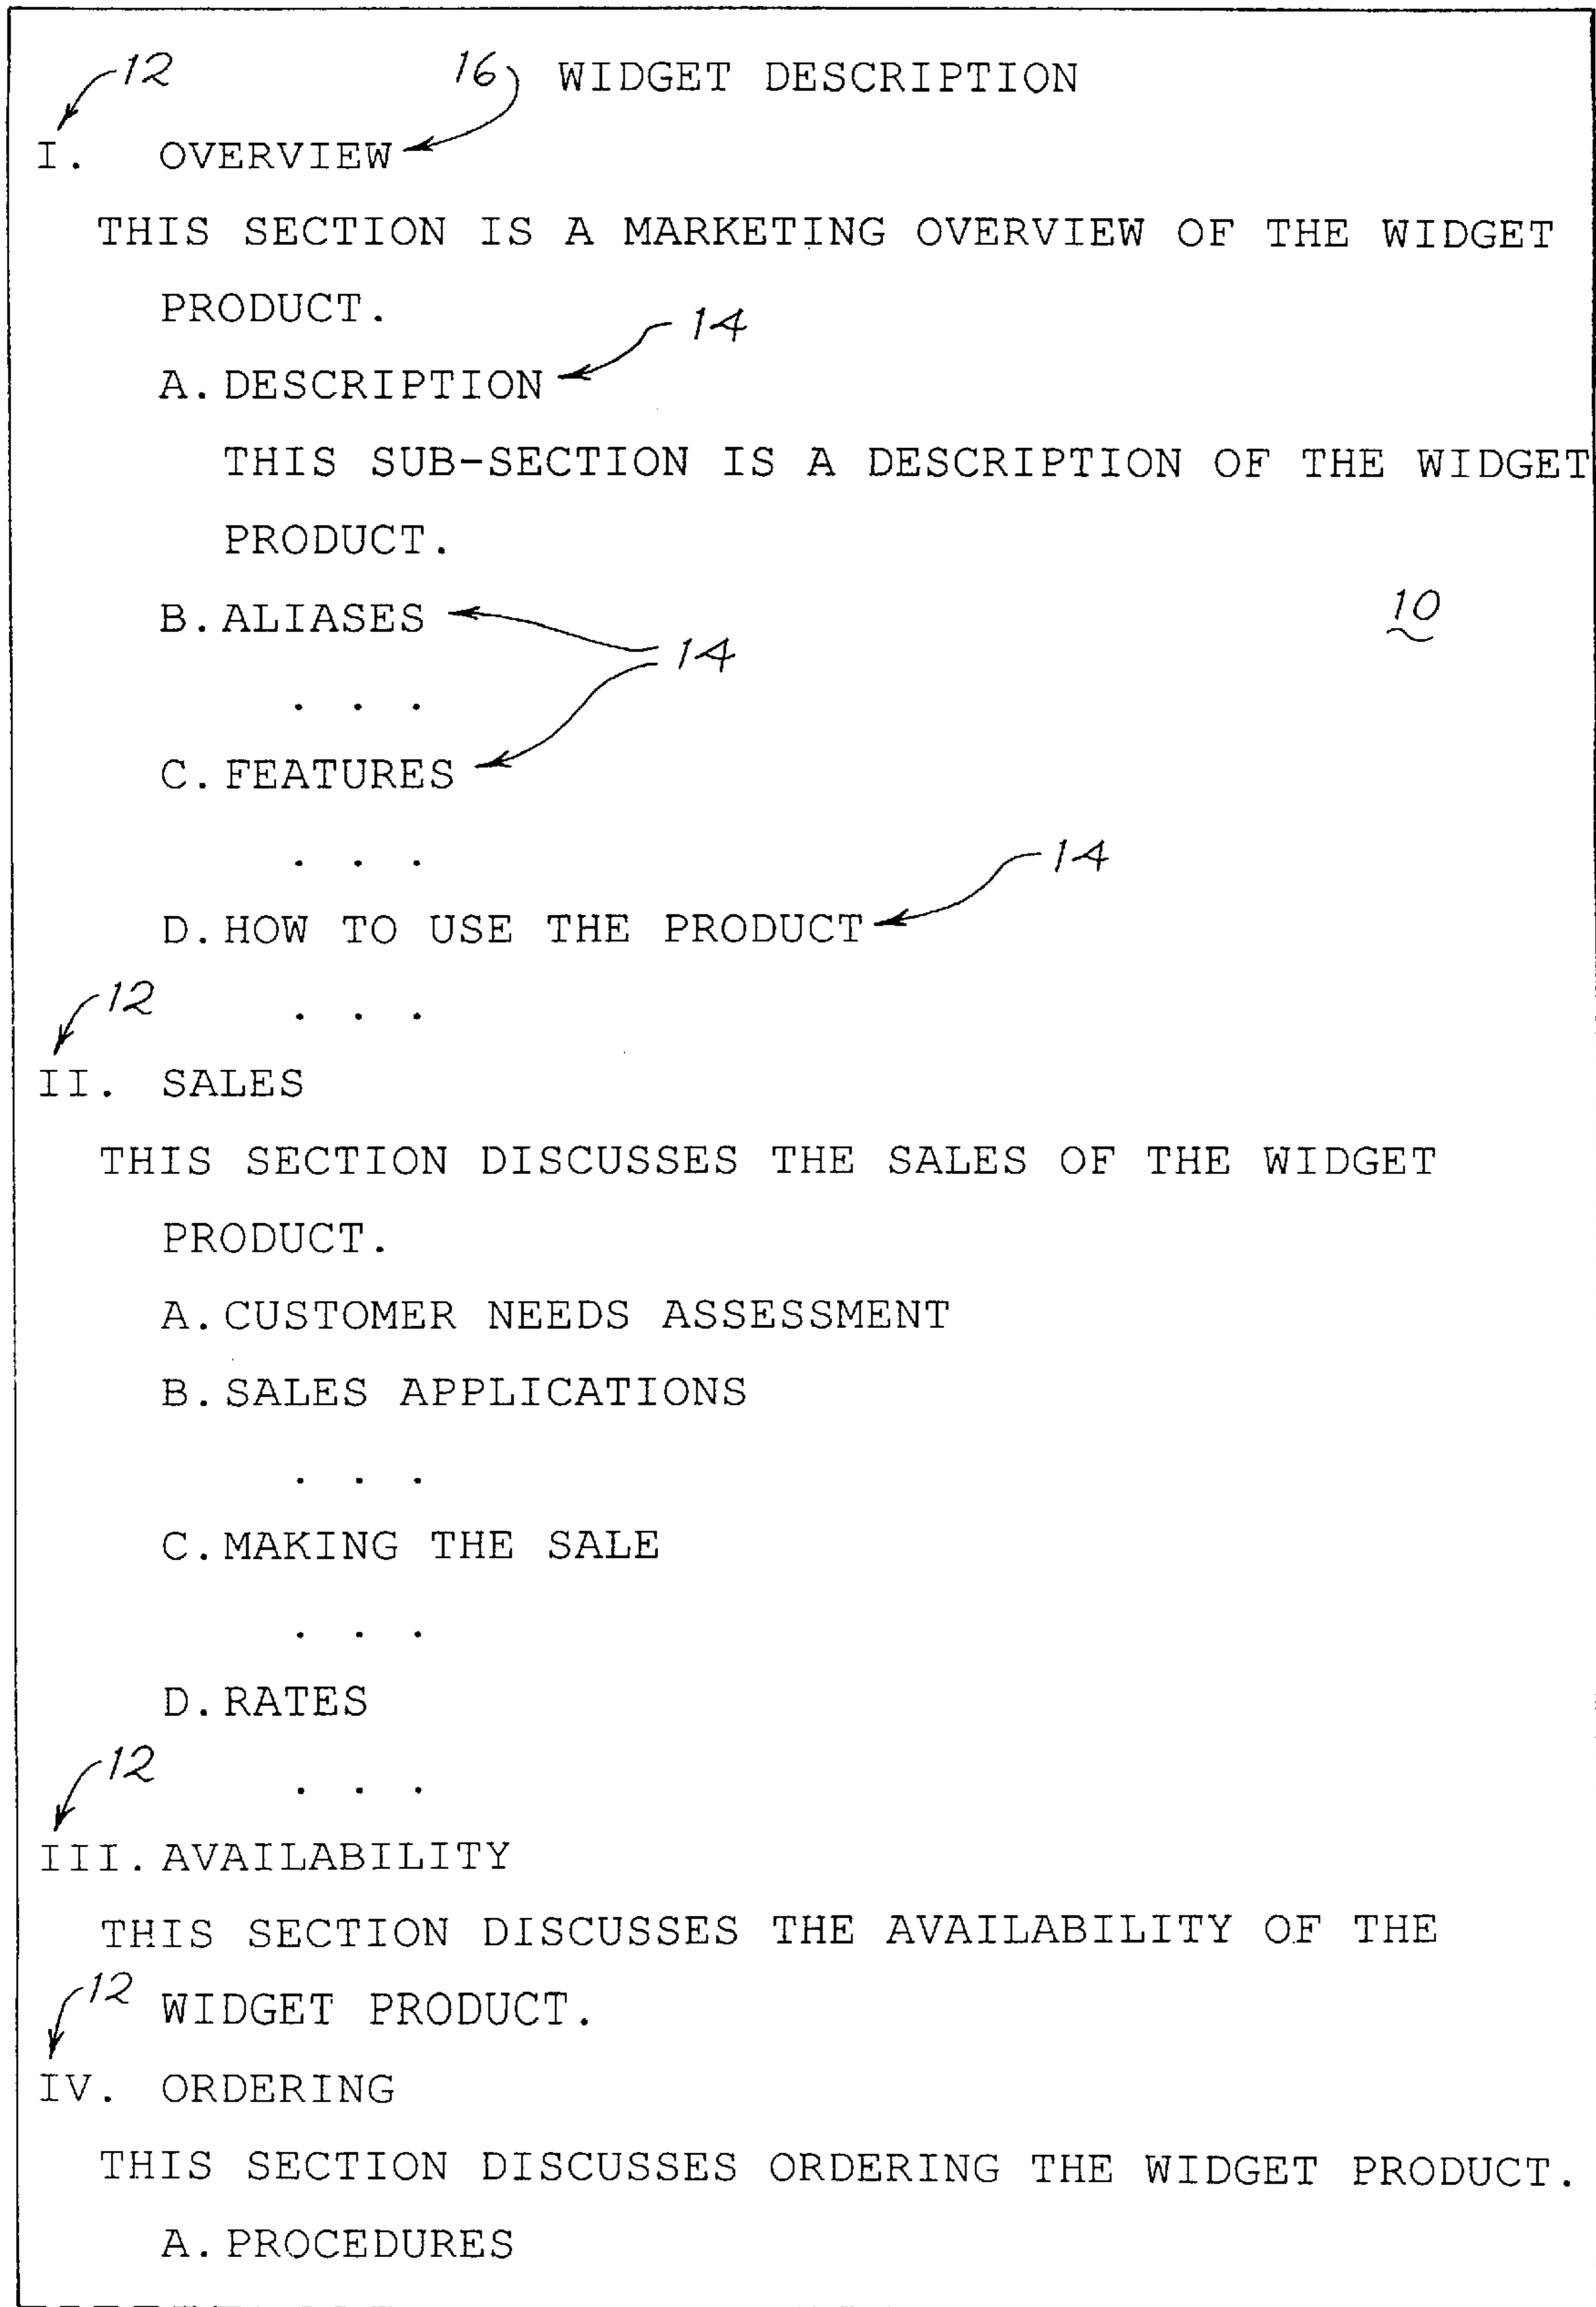 12 16 WIDGET DESCRIPTION
I. OVERVIEW
THIS SECTION IS A MARKETING OVERVIEW OF THE WIDGET
PRODUCT.
14
A. DESCRIPTION
THIS SUB-SECTION IS A DESCRIPTION OF THE WIDGET
PRODUCT.
B. ALIASES
10
14
. . .
C. FEATURES
. . .
14
D. HOW TO USE THE PRODUCT
12
. . .
II. SALES
THIS SECTION DISCUSSES THE SALES OF THE WIDGET
PRODUCT.
A. CUSTOMER NEEDS ASSESSMENT
B. SALES APPLICATIONS
. . .
C. MAKING THE SALE
. . .
D. RATES
12
. . .
III. AVAILABILITY
THIS SECTION DISCUSSES THE AVAILABILITY OF THE
12 WIDGET PRODUCT.
IV. ORDERING
THIS SECTION DISCUSSES ORDERING THE WIDGET PRODUCT.
A. PROCEDURES